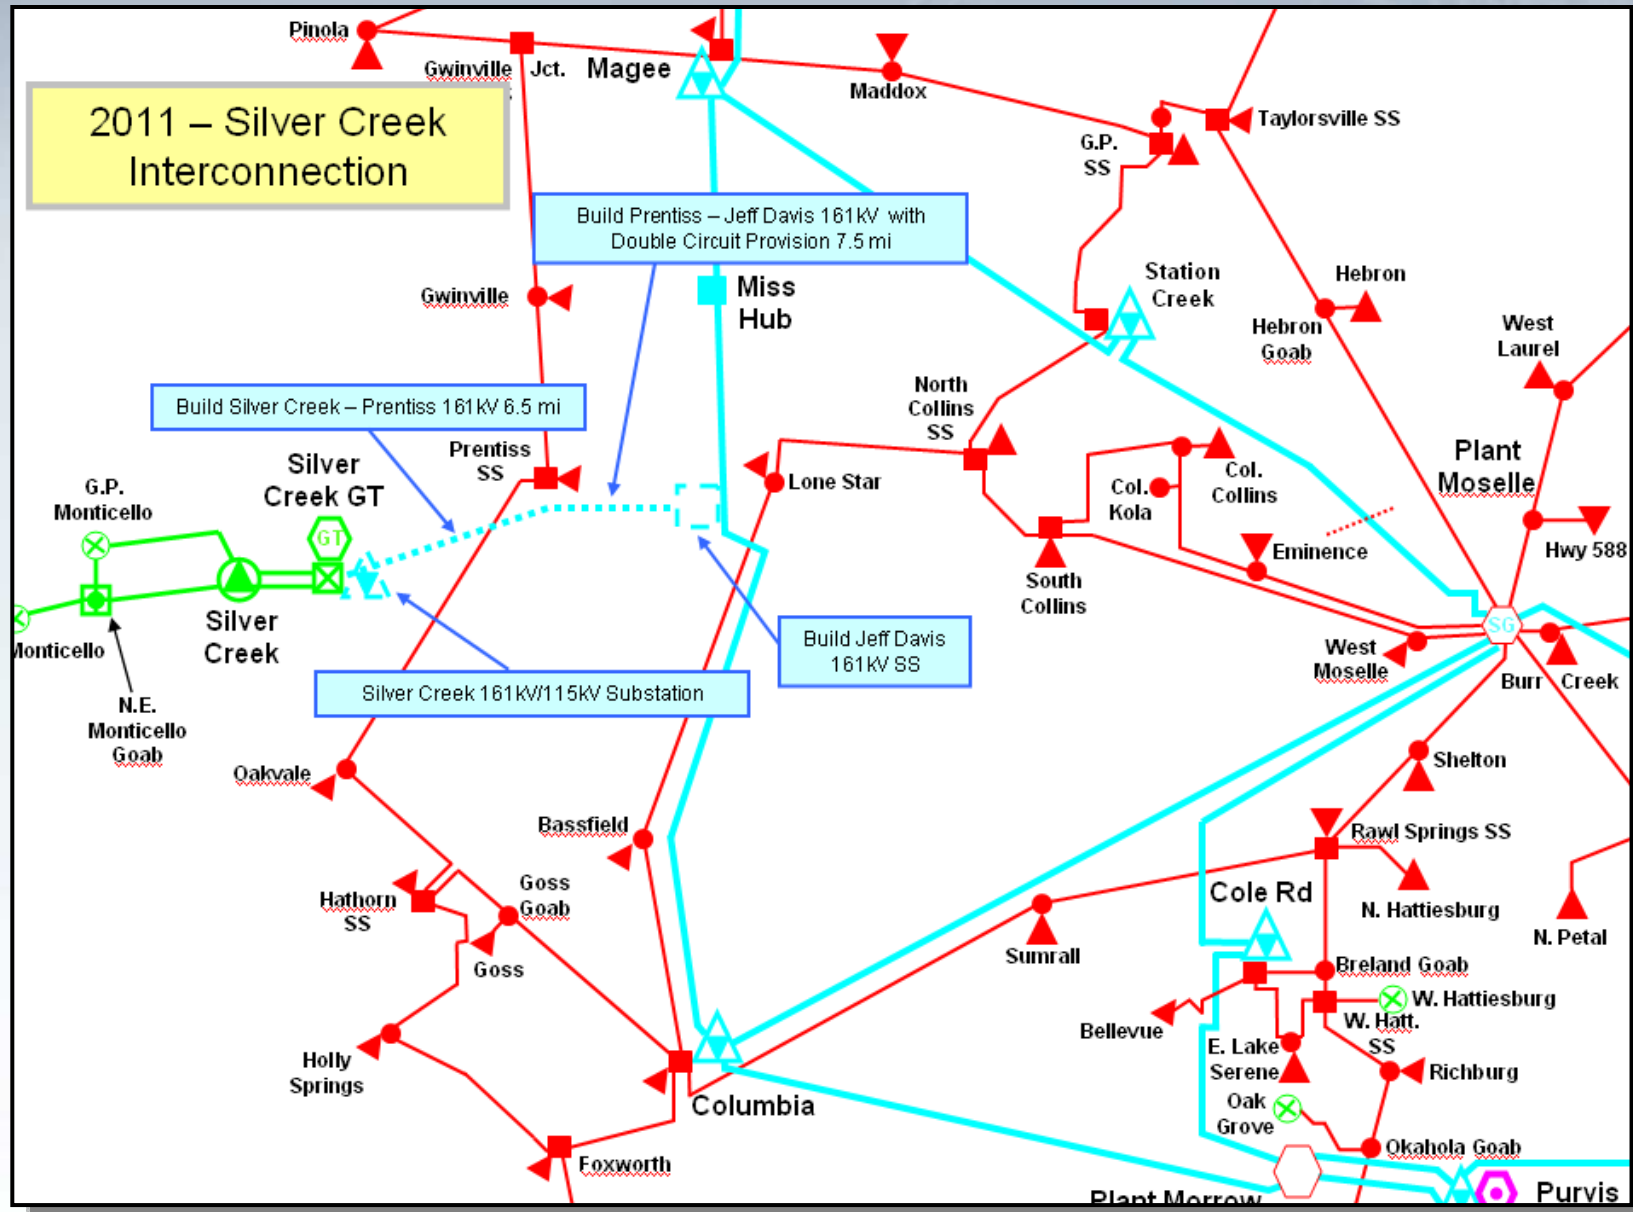 Pinola
Gwinville Jct.
Magee
Maddox
2011 – Silver Creek
Interconnection
G.P.
SS
Taylorsville SS
Build Prentiss – Jeff Davis 161kV with
Double Circuit Provision 7.5 mi
Gwinville
Miss
Hub
Station
Creek
Hebron
Hebron
Goab
West
Laurel
Build Silver Creek – Prentiss 161kV 6.5 mi
North
Collins
SS
Prentiss
SS
Silver
Creek GT
GT
Lone Star
Col.
Collins
Col.
Kola
Plant
Moselle
G.P.
Monticello
Eminence
Hwy 588
South
Collins
Silver
Creek
Monticello
Build Jeff Davis
161kV SS
SG
West
Moselle
Burr Creek
Silver Creek 161kV/115kV Substation
N.E.
Monticello
Goab
Oakvale
Shelton
Bassfield
Rawl Springs SS
Hathorn
SS
Goss
Goab
Cole Rd
N. Hattiesburg
N. Petal
Goss
Sumrall
Breland Goab
W. Hattiesburg
Bellevue
W. Hatt.
SS
E. Lake
Serene
Holly
Springs
Richburg
Oak
Grove
Columbia
Okahola Goab
Foxworth
Plant Morrow
Purvis